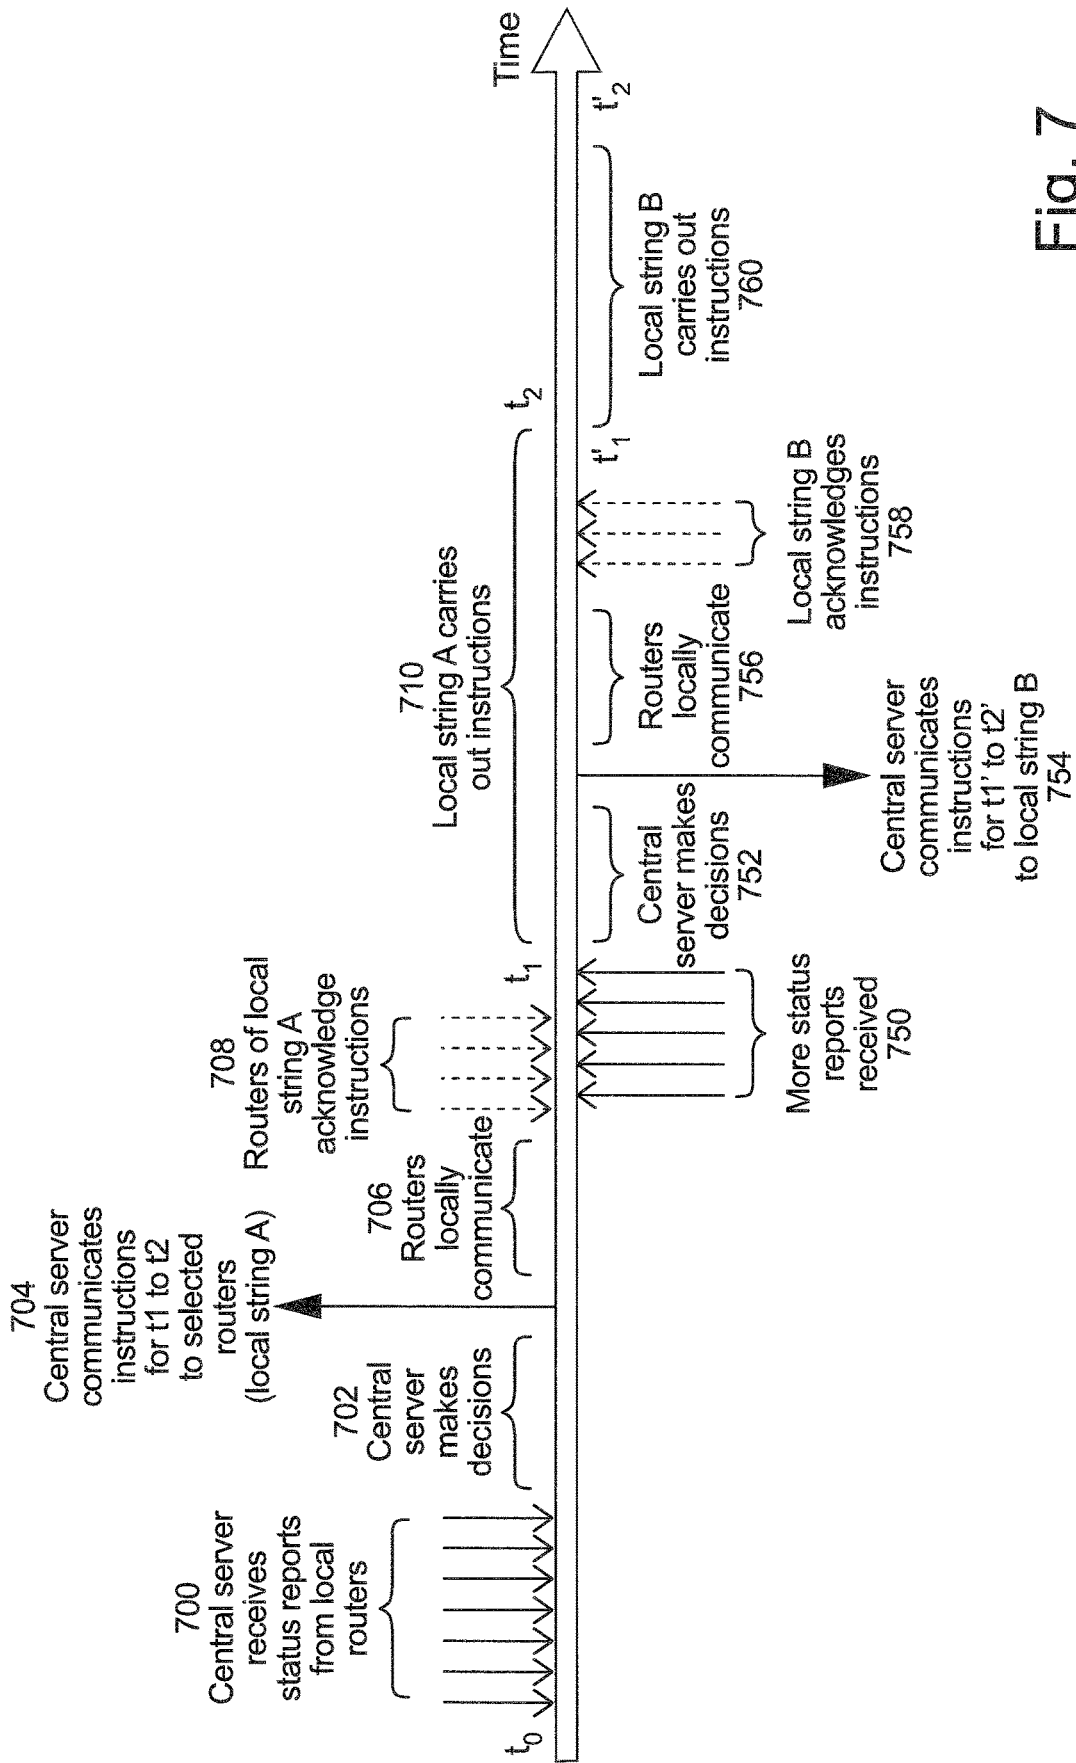 700
Central server
receives
status reports
from local
routers
702
Central
server
makes
decisions
704
Central server
communicates
instructions
for t1 to t2
to selected
routers
(local string A)
706
Routers
locally
communicate
708
Routers of local
string A
acknowledge
instructions
710
Local string A carries
out instructions
t0
t1
t2
Time
More status
reports
received
750
Central
server makes
decisions
752
Central server
communicates
instructions
for t1' to t2'
to local string B
754
Routers
locally
communicate
756
Local string B
acknowledges
instructions
758
t'1
Local string B
carries out
instructions
760
t'2
Fig. 7